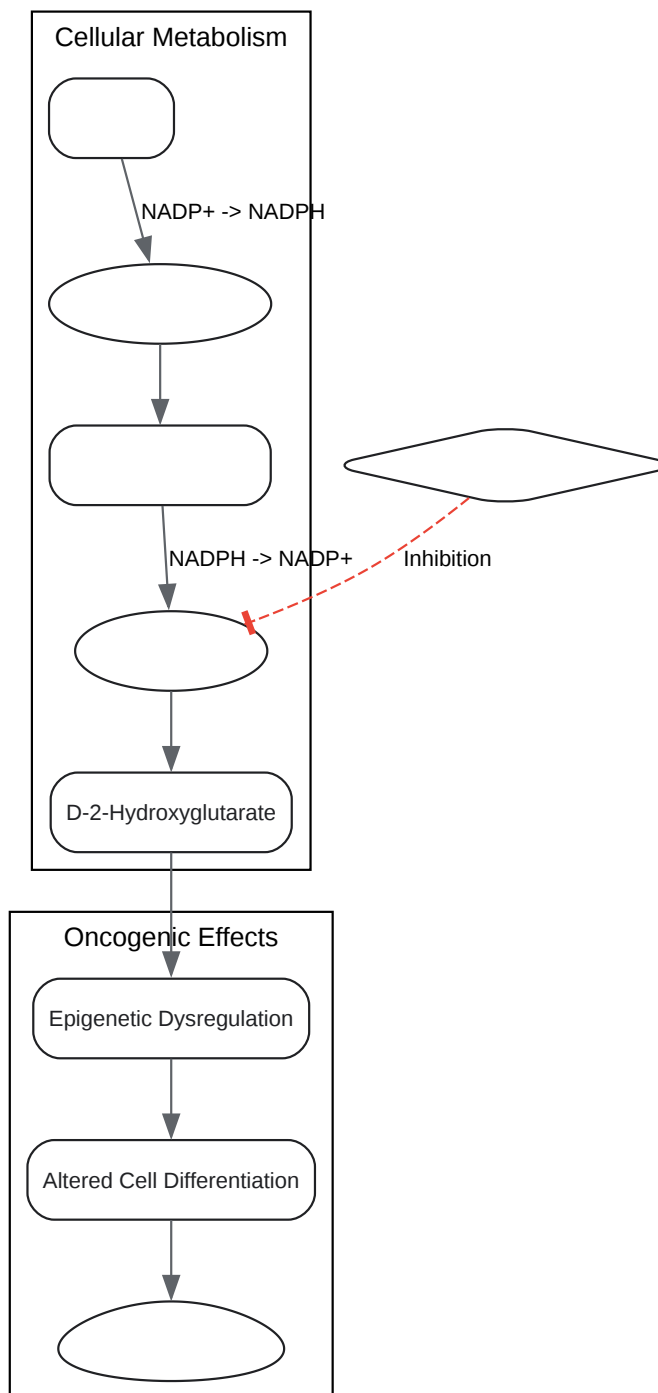 Cellular Metabolism
NADP+ -> NADPH
NADPH -> NADP+
Inhibition
D-2-Hydroxyglutarate
Oncogenic Effects
Epigenetic Dysregulation
Altered Cell Differentiation